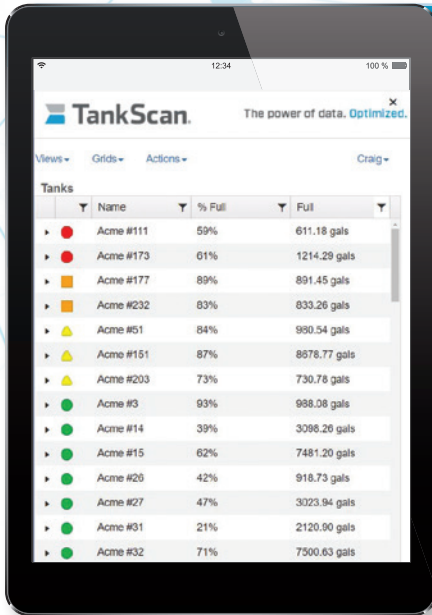 12:34 100 %
TankScan. The power of data. Optimized.
Views Grids Actions Craig
Tanks
Name % Full Full
Acme #111 59% 611.18 gals
Acme #173 61% 1214.29 gals
Acme #177 89% 891.45 gals
Acme #232 83% 833.26 gals
Acme #51 84% 980.54 gals
Acme #151 87% 8678.77 gals
Acme #203 73% 730.78 gals
Acme #3 93% 988.08 gals
Acme #14 39% 3098.26 gals
Acme #15 62% 7481.20 gals
Acme #26 42% 918.73 gals
Acme #27 47% 3023.94 gals
Acme #31 21% 2120.90 gals
Acme #32 71% 7500.63 gals